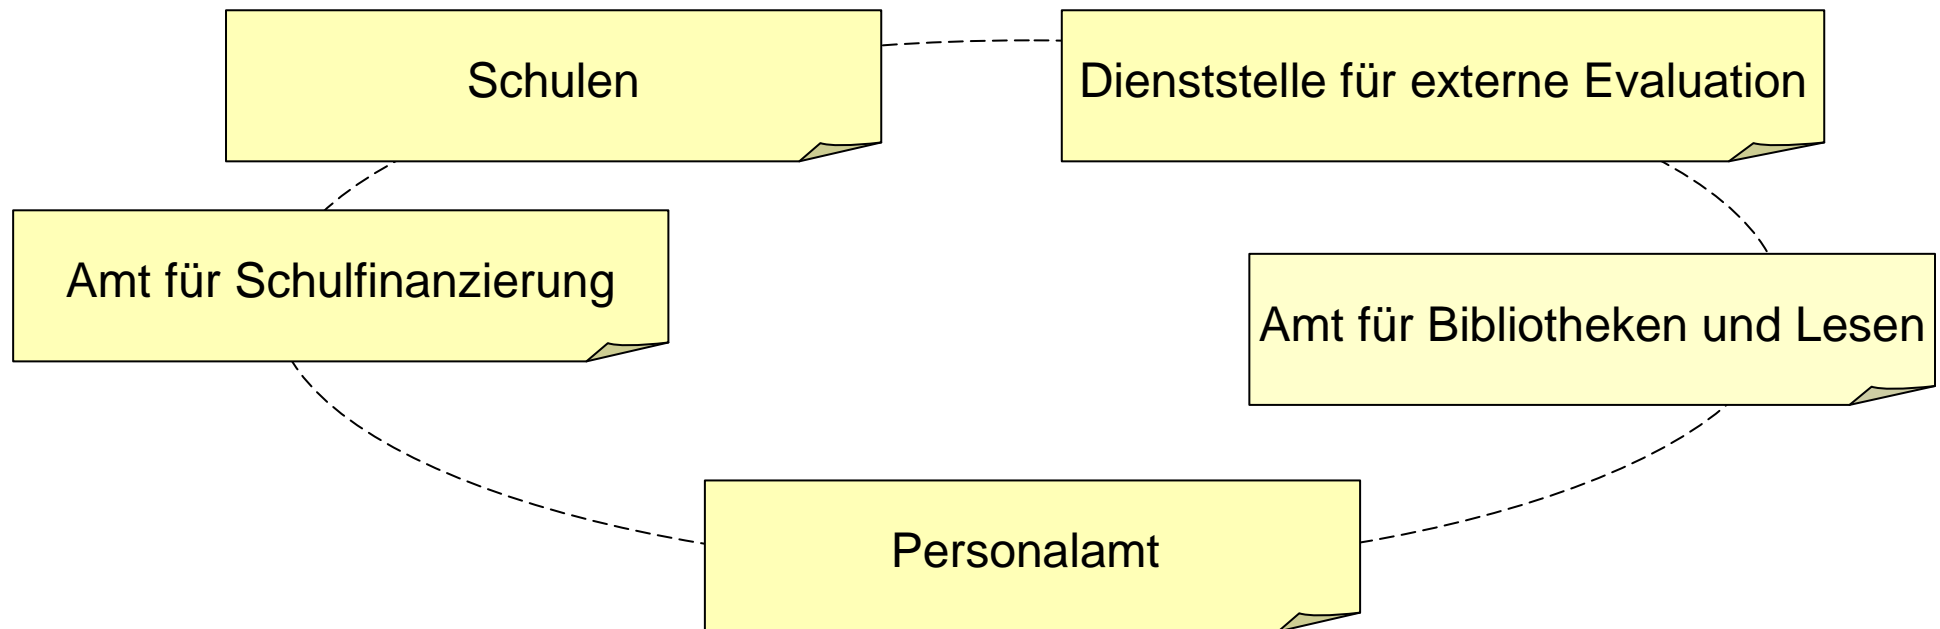 Schulen
Dienststelle für externe Evaluation
Amt für Schulfinanzierung
Amt für Bibliotheken und Lesen
Personalamt